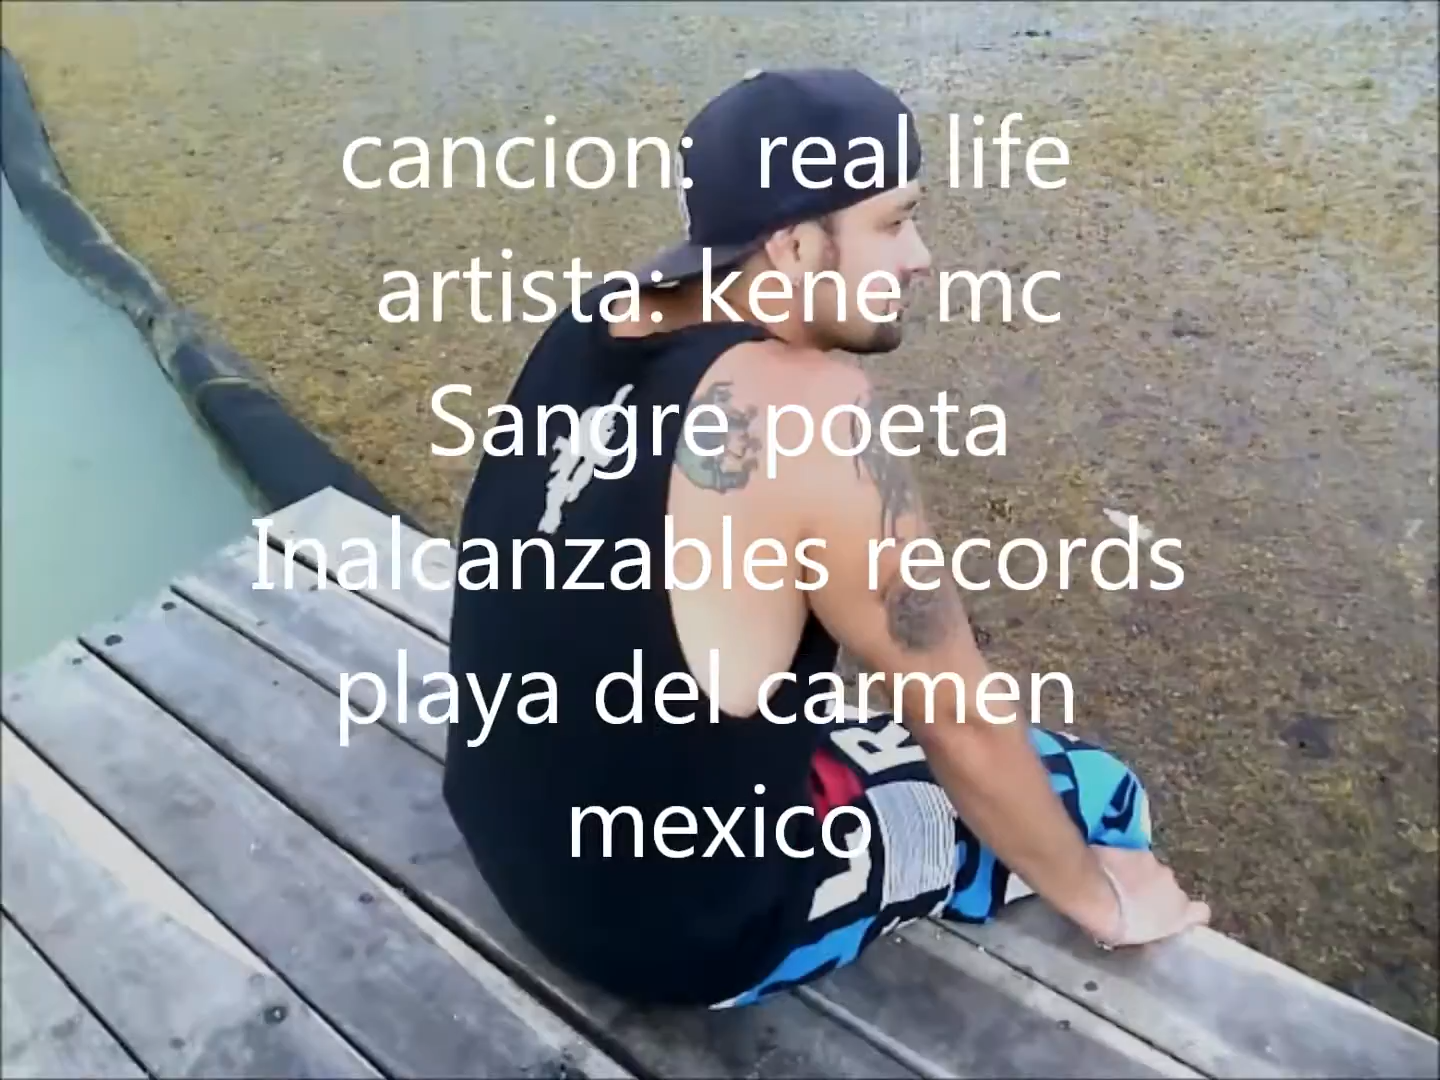 cancion:  real life
artista: kene mc
Sangre poeta
Inalcanzables records
playa del carmen
mexico